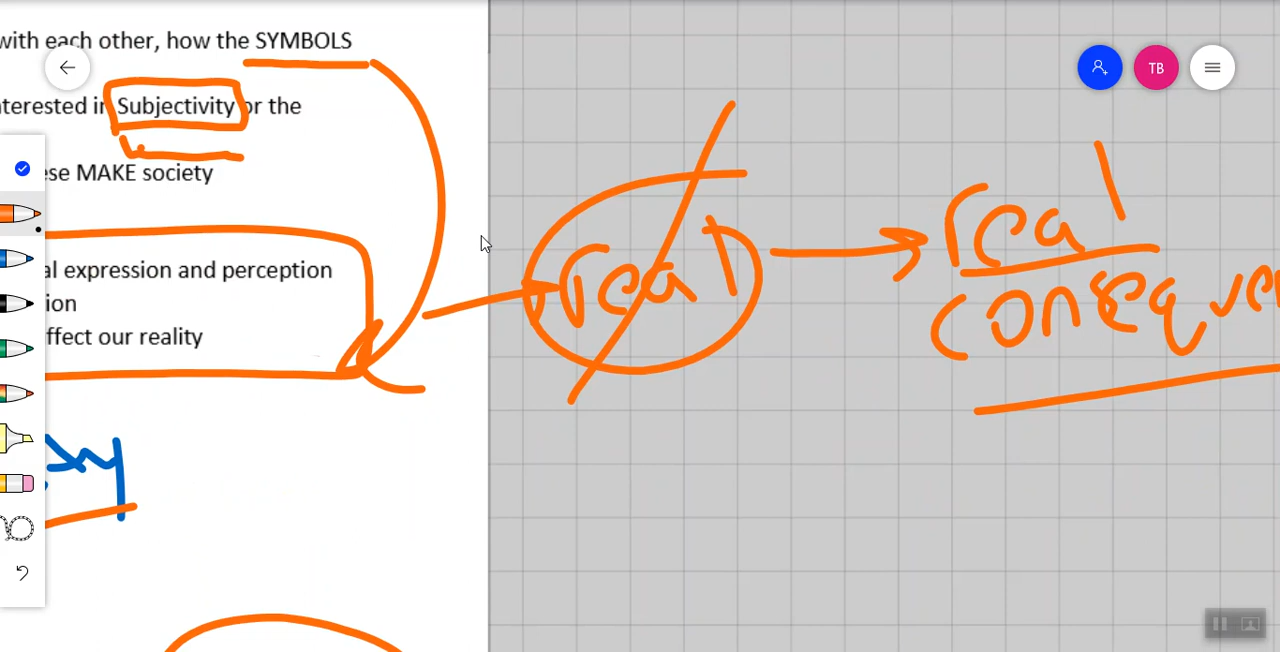 with each other, how the SYMBOLS
nterested in Subjectivity or the
ese MAKE society
al expression and perception
ion
ffect our reality
real
real
conseque
TB